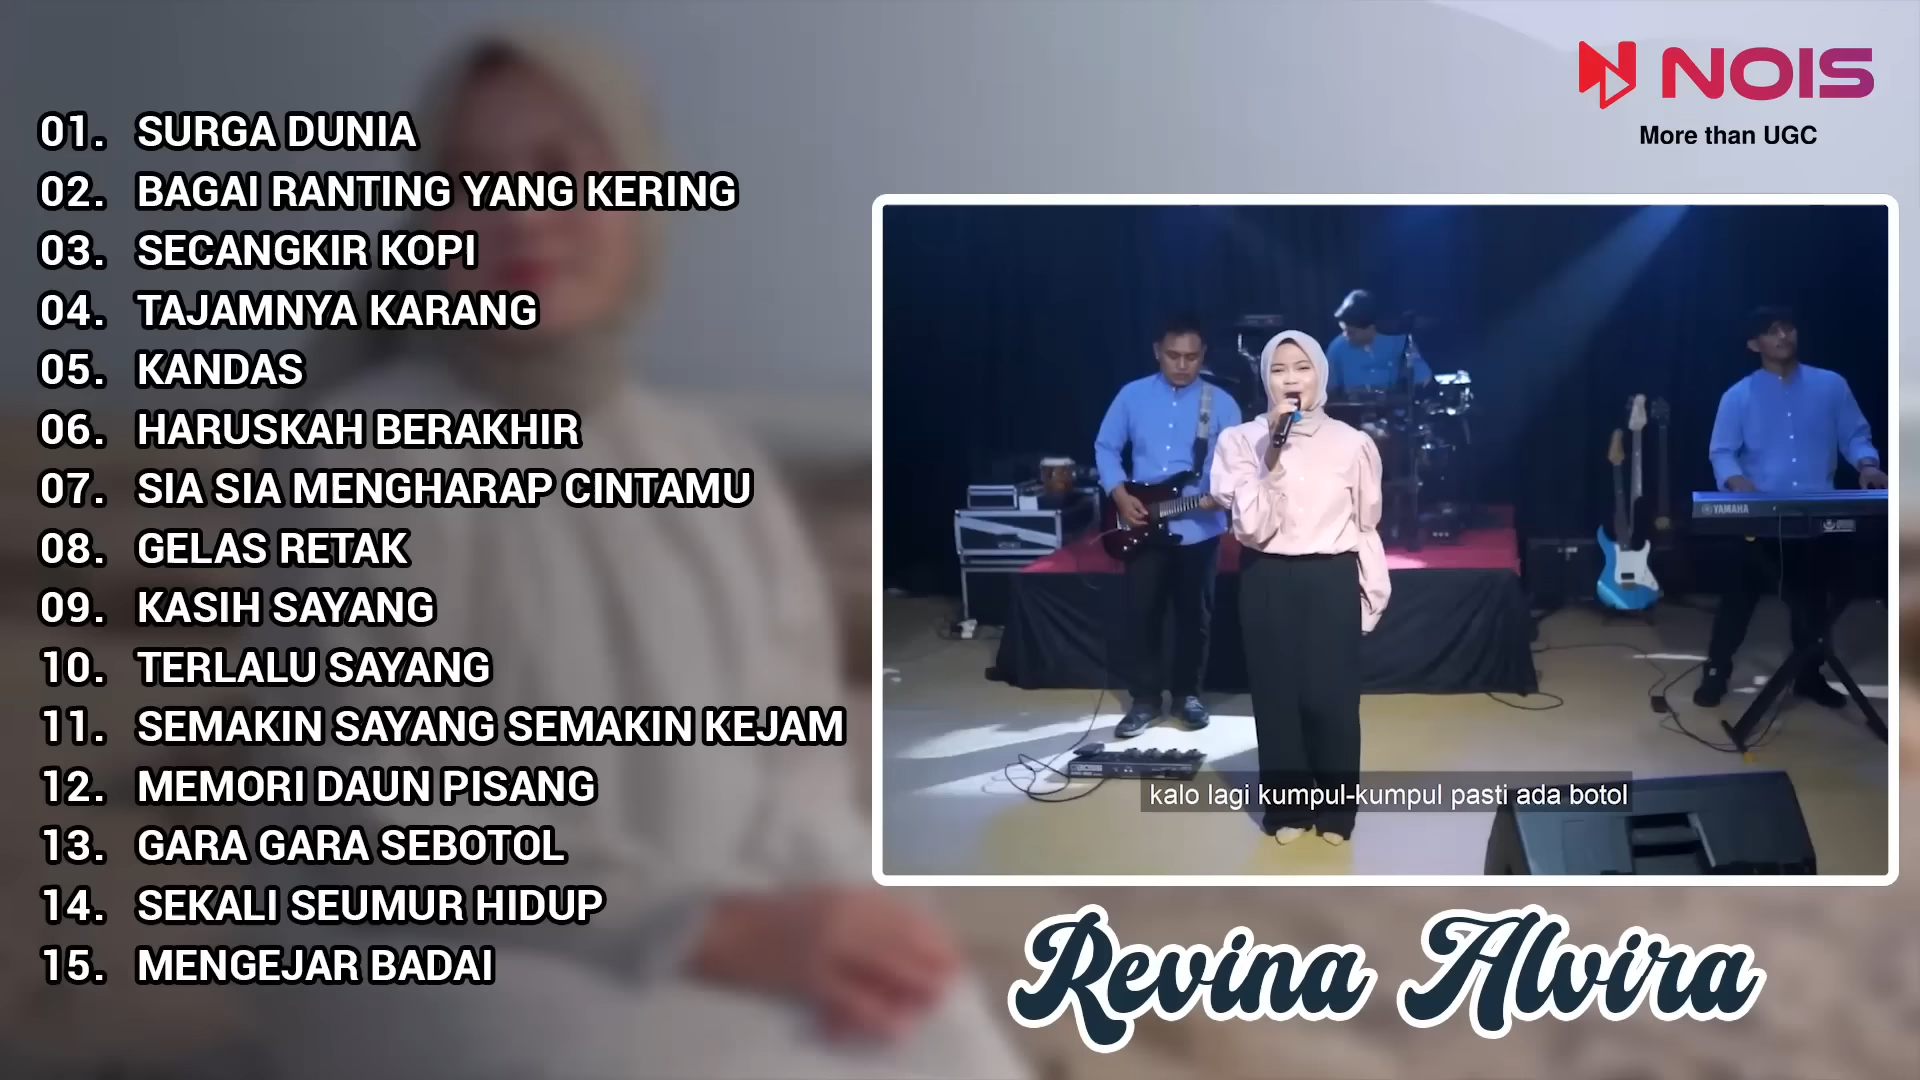 NOIS
More than UGC
01. SURGA DUNIA
02. BAGAI RANTING YANG KERING
03. SECANGKIR KOPI
04. TAJAMNYA KARANG
05. KANDAS
06. HARUSKAH BERAKHIR
07. SIA SIA MENGHARAP CINTAMU
08. GELAS RETAK
09. KASIH SAYANG
10. TERLALU SAYANG
11. SEMAKIN SAYANG SEMAKIN KEJAM
12. MEMORI DAUN PISANG
13. GARA GARA SEBOTOL
14. SEKALI SEUMUR HIDUP
15. MENGEJAR BADAI
YAMAHA
BOSS
kalo lagi kumpul-kumpul pasti ada botol
Revina Alvira